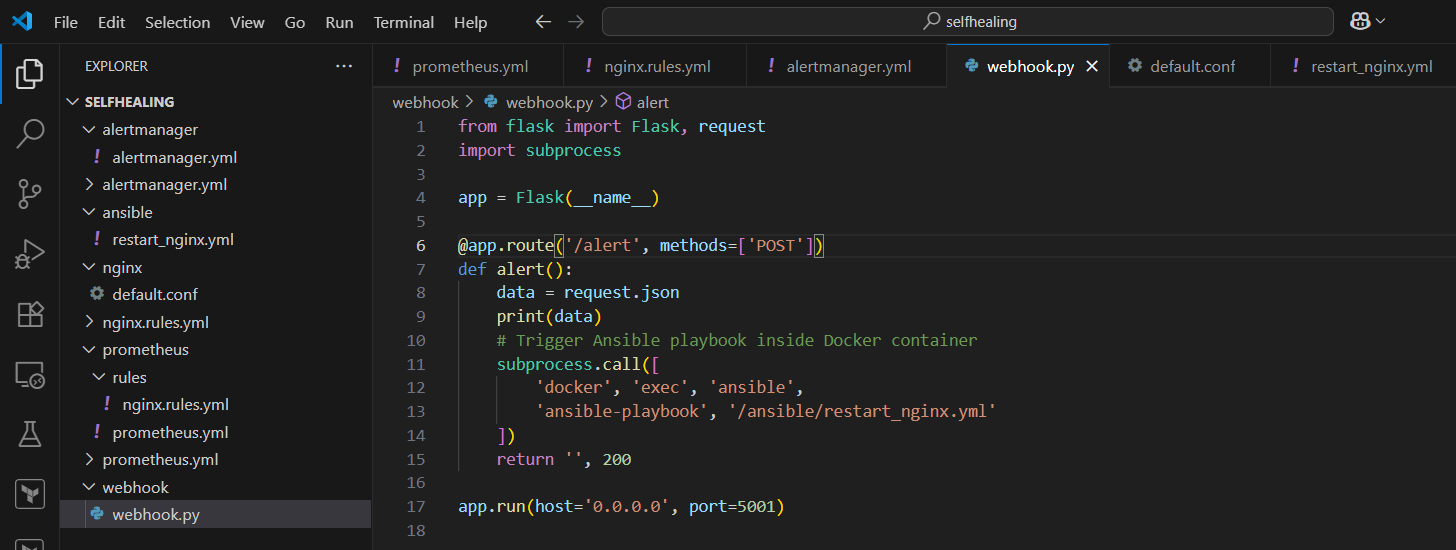 File Edit Selection View Go Run Terminal Help selfhealing
EXPLORER ...
SELFHEALING
alertmanager
! alertmanager.yml
alertmanager.yml
ansible
! restart_nginx.yml
nginx
default.conf
nginx.rules.yml
prometheus
rules
! nginx.rules.yml
! prometheus.yml
prometheus.yml
webhook
webhook.py
! prometheus.yml ! nginx.rules.yml ! alertmanager.yml webhook.py × default.conf ! restart_nginx.yml
webhook > webhook.py > alert
1 from flask import Flask, request
2 import subprocess
3
4 app = Flask(__name__)
5
6 @app.route('/alert', methods=['POST'])
7 def alert():
8     data = request.json
9     print(data)
10     # Trigger Ansible playbook inside Docker container
11     subprocess.call([
12         'docker', 'exec', 'ansible',
13         'ansible-playbook', '/ansible/restart_nginx.yml'
14     ])
15     return '', 200
16
17 app.run(host='0.0.0.0', port=5001)
18